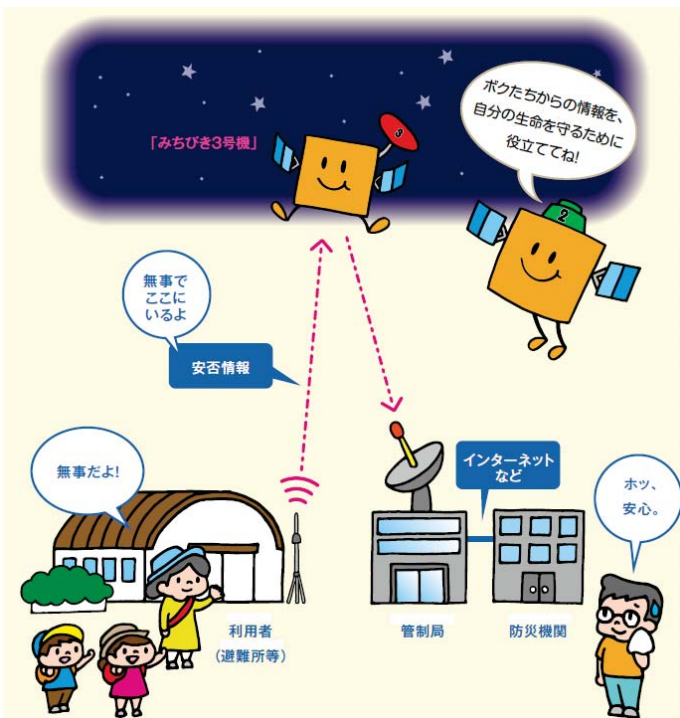 ボクたちからの情報を、
自分の生命を守るために
役立ててね!
「みちびき3号機」
3
2
無事で
ここに
いるよ
安否情報
無事だよ!
インターネット
など
ホッ、
安心。
利用者
(避難所等)
管制局
防災機関